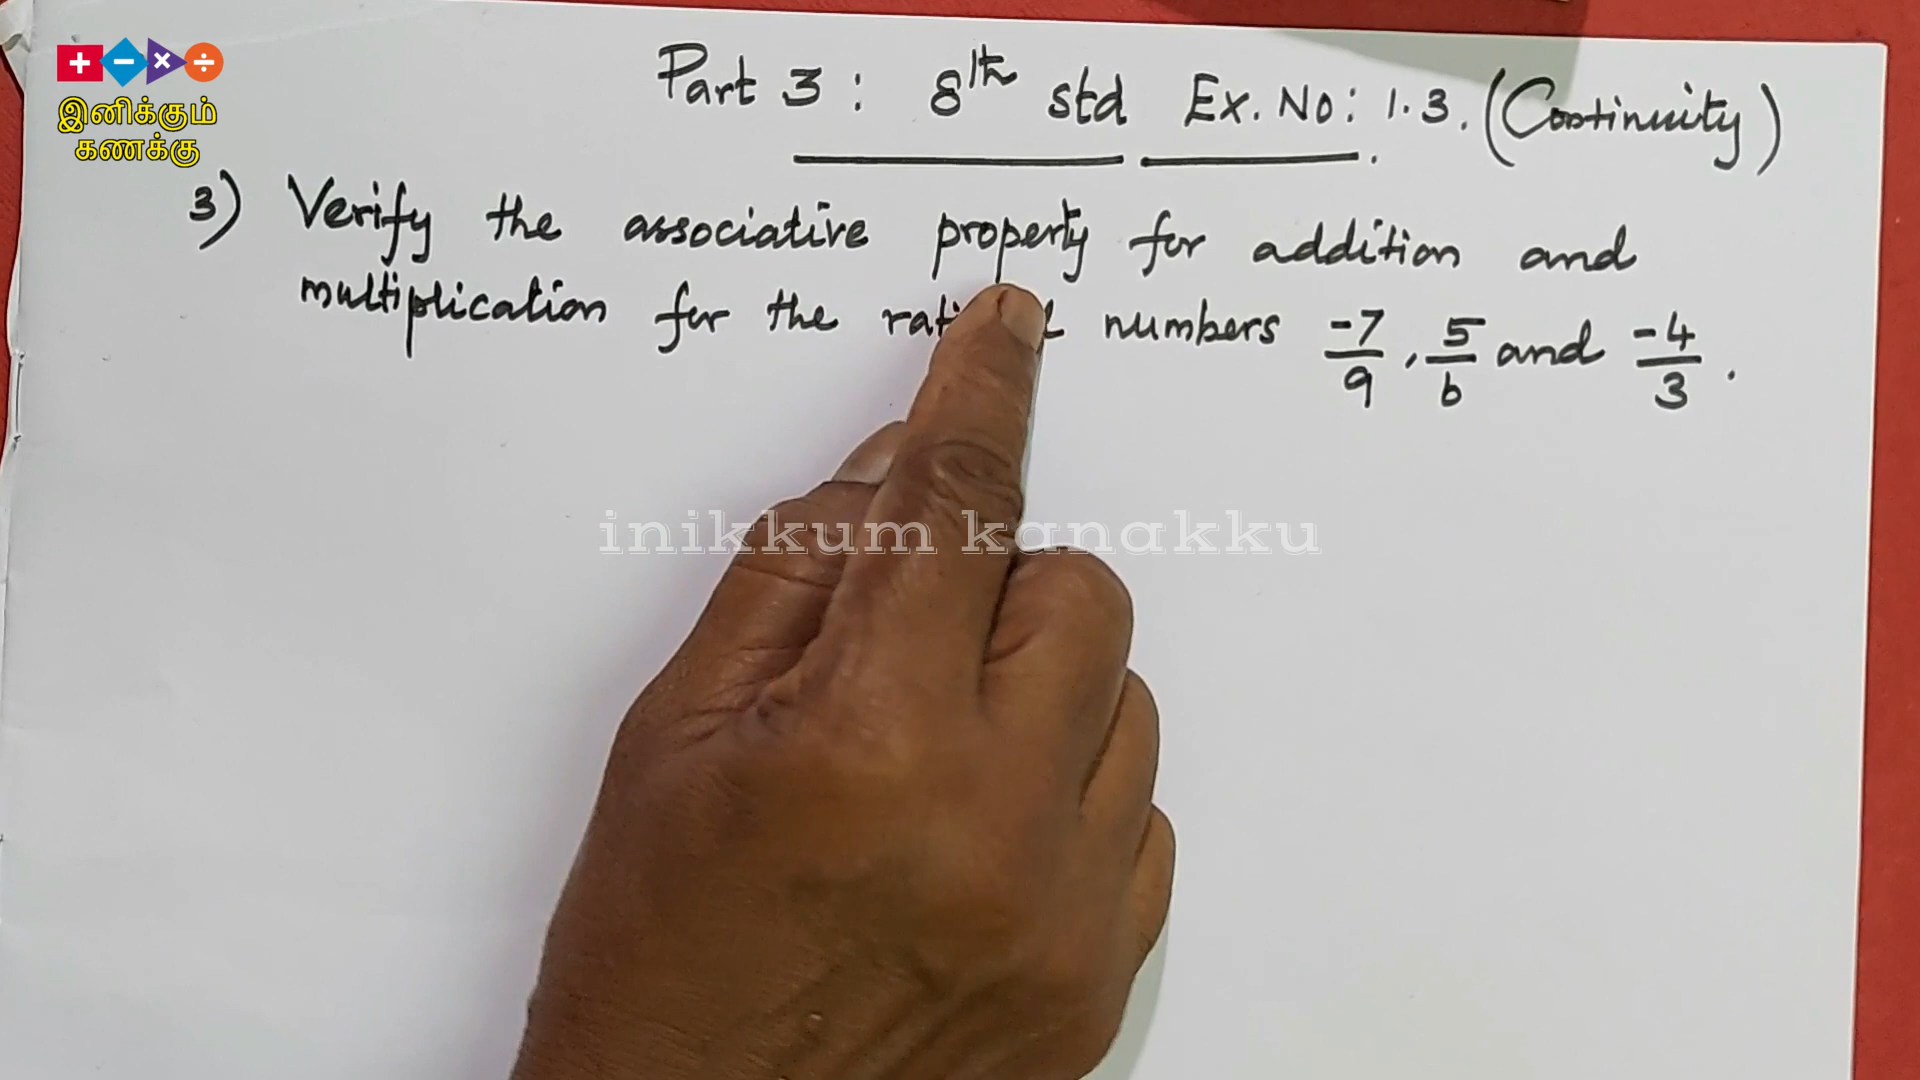 இனிக்கும்
கணக்கு
Part 3 : 8th std Ex. No: 1.3. (Continuity)
3) Verify the associative property for addition and
multiplication for the numbers -7/9, 5/6 and -4/3.
inikkum kanakku